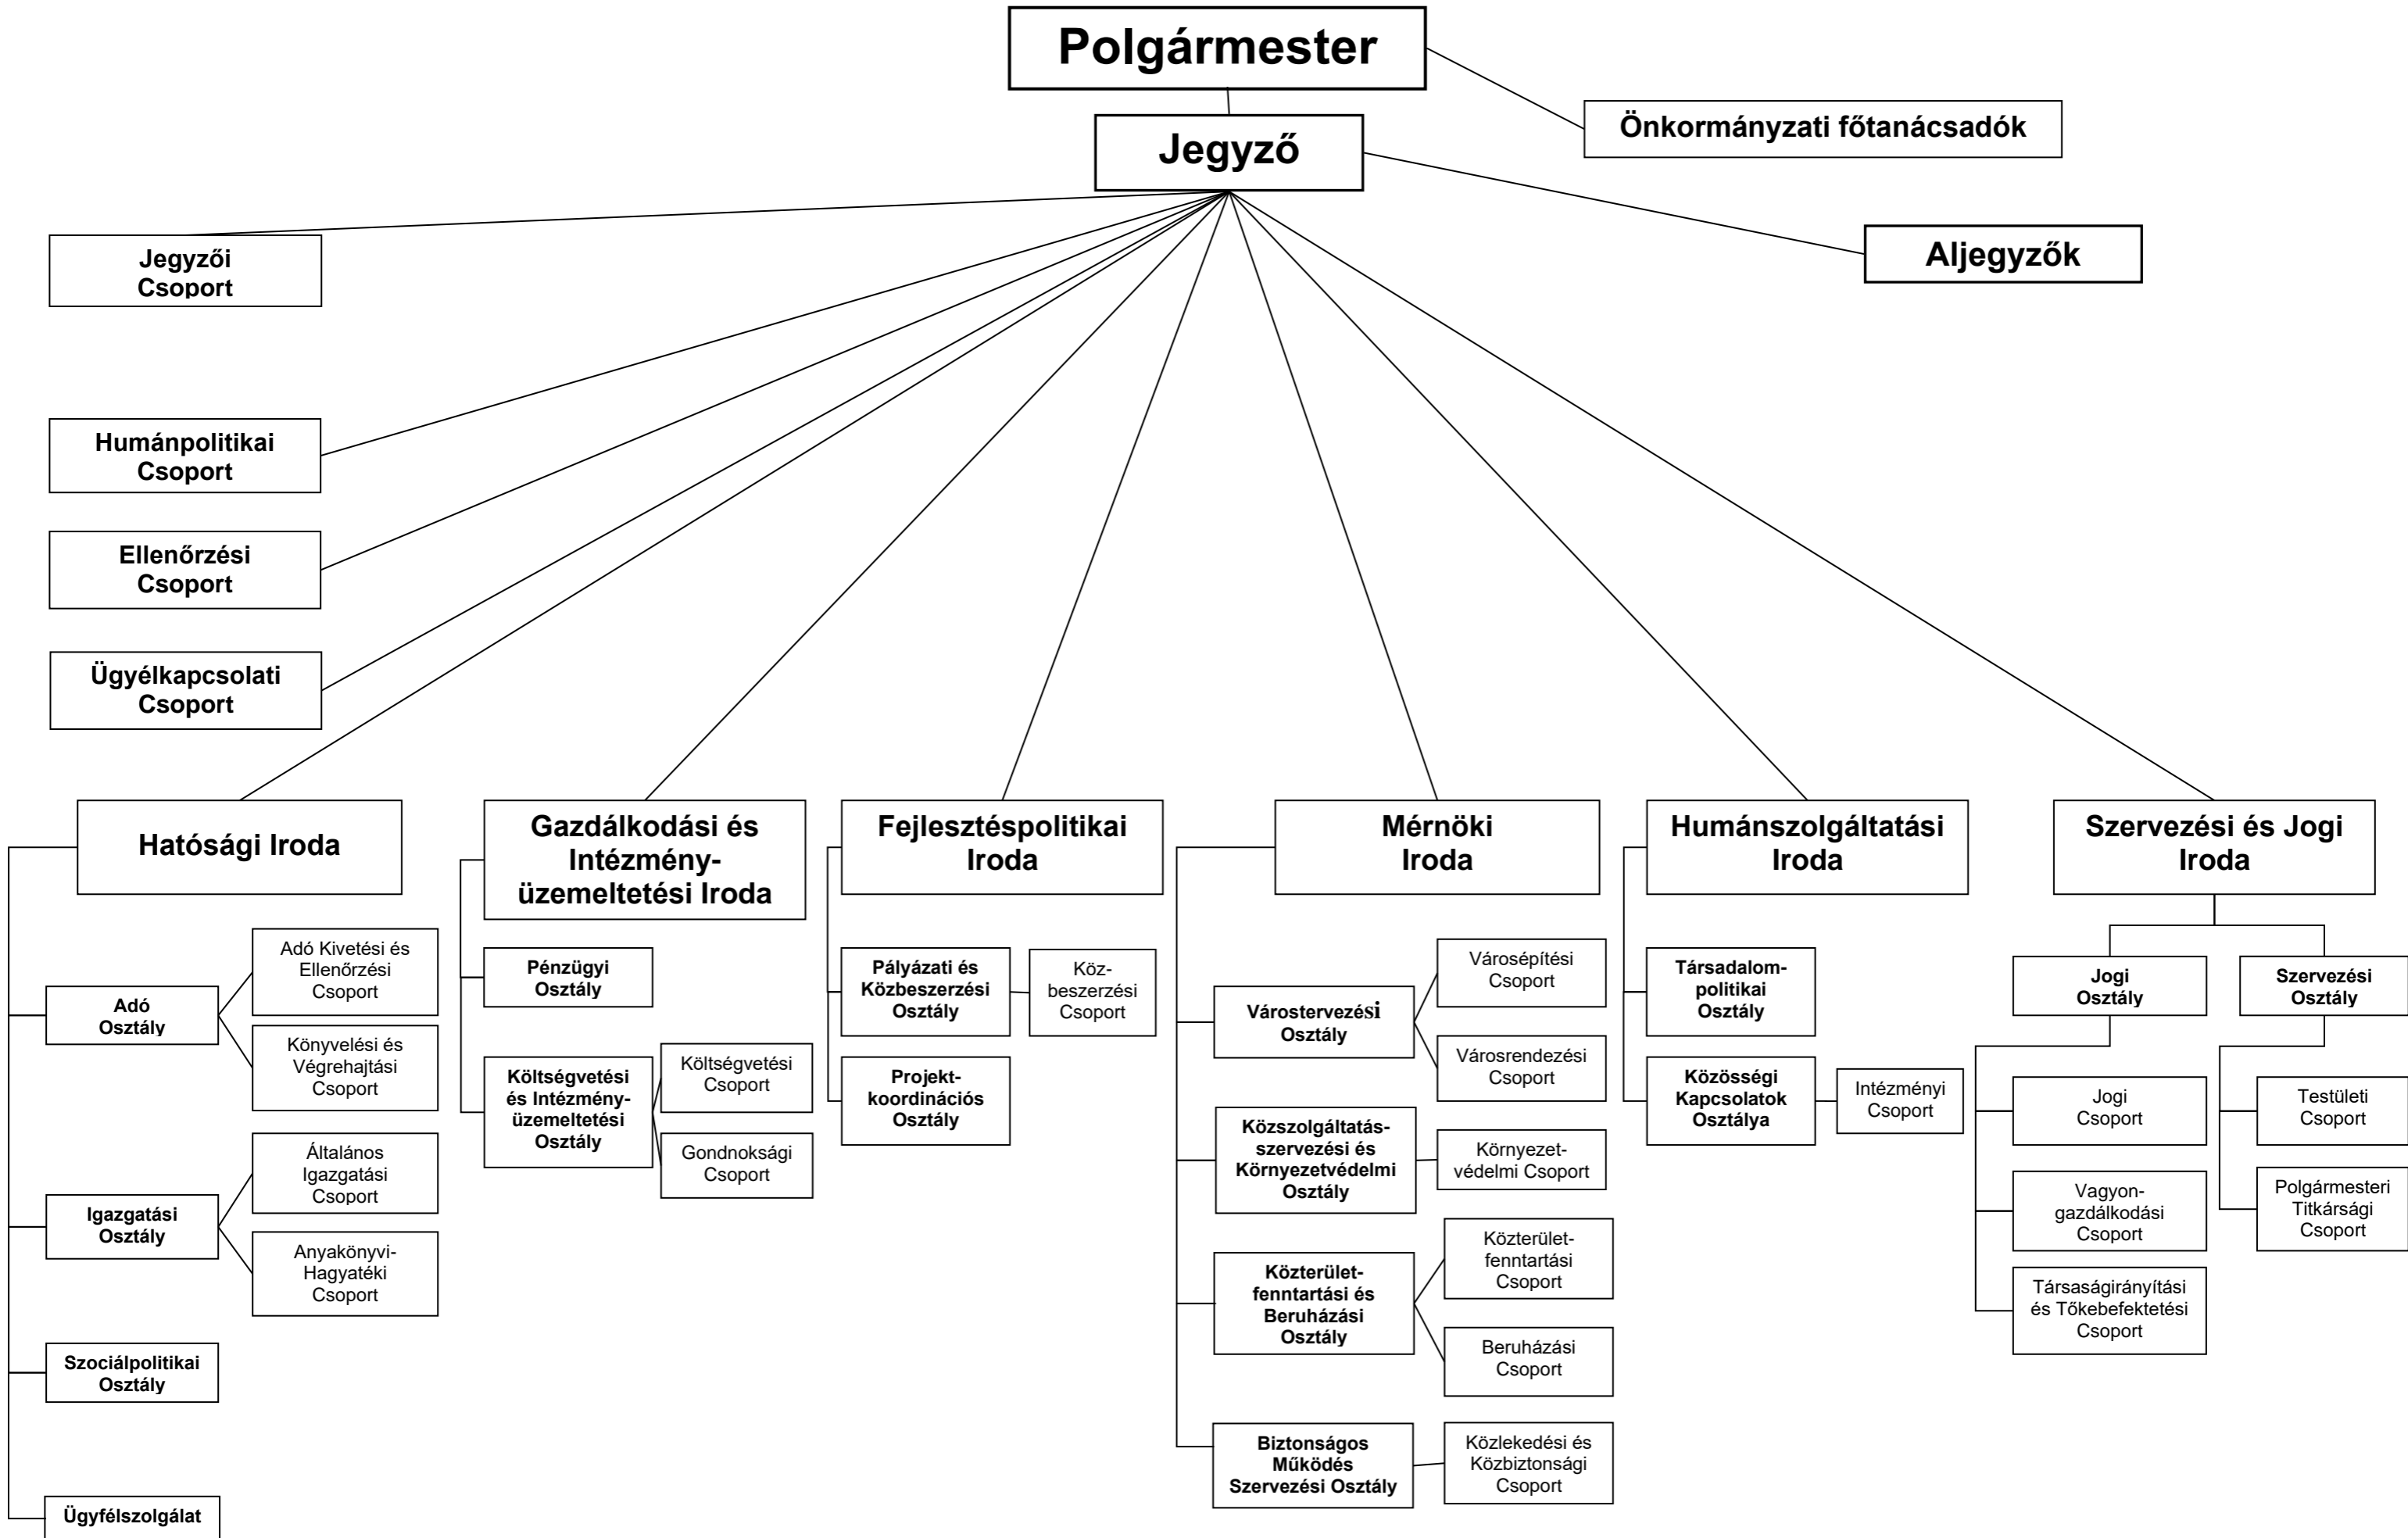 Polgármester
Önkormányzati főtanácsadók
Jegyző
Aljegyzők
Jegyzői
Csoport
Humánpolitikai
Csoport
Ellenőrzési
Csoport
Ügyélkapcsolati
Csoport
Hatósági Iroda
Adó
Osztály
Adó Kivetési és
Ellenőrzési
Csoport
Könyvelési és
Végrehajtási
Csoport
Igazgatási
Osztály
Általános
Igazgatási
Csoport
Anyakönyvi-
Hagyatéki
Csoport
Szociálpolitikai
Osztály
Ügyfélszolgálat
Gazdálkodási és
Intézmény-
üzemeltetési Iroda
Pénzügyi
Osztály
Költségvetési
és Intézmény-
üzemeltetési
Osztály
Költségvetési
Csoport
Gondnoksági
Csoport
Fejlesztéspolitikai
Iroda
Pályázati és
Közbeszerzési
Osztály
Köz-
beszerzési
Csoport
Projekt-
koordinációs
Osztály
Mérnöki
Iroda
Várostervezési
Osztály
Városépítési
Csoport
Városrendezési
Csoport
Közszolgáltatás-
szervezési és
Környezetvédelmi
Osztály
Környezet-
védelmi Csoport
Közterület-
fenntartási és
Beruházási
Osztály
Közterület-
fenntartási
Csoport
Beruházási
Csoport
Biztonságos
Működés
Szervezési Osztály
Közlekedési és
Közbiztonsági
Csoport
Humánszolgáltatási
Iroda
Társadalom-
politikai
Osztály
Közösségi
Kapcsolatok
Osztálya
Intézményi
Csoport
Szervezési és Jogi
Iroda
Jogi
Osztály
Jogi
Csoport
Vagyon-
gazdálkodási
Csoport
Társaságirányítási
és Tőkebefektetési
Csoport
Szervezési
Osztály
Testületi
Csoport
Polgármesteri
Titkársági
Csoport